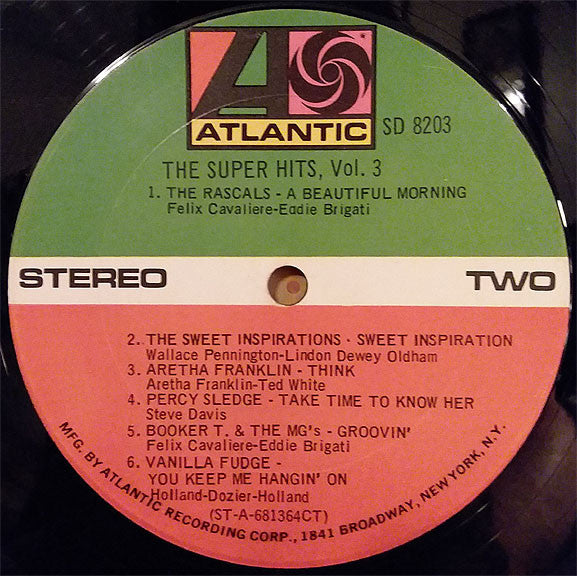 ATLANTIC
SD 8203
THE SUPER HITS, Vol. 3
1. THE RASCALS - A BEAUTIFUL MORNING
Felix Cavaliere-Eddie Brigati
STEREO
TWO
2. THE SWEET INSPIRATIONS - SWEET INSPIRATION
Wallace Pennington-Lindon Dewey Oldham
3. ARETHA FRANKLIN - THINK
Aretha Franklin-Ted White
4. PERCY SLEDGE - TAKE TIME TO KNOW HER
Steve Davis
5. BOOKER T. & THE MG's - GROOVIN'
Felix Cavaliere-Eddie Brigati
6. VANILLA FUDGE -
YOU KEEP ME HANGIN' ON
Holland-Dozier-Holland
(ST-A-681364CT)
MFG. BY ATLANTIC RECORDING CORP., 1841 BROADWAY, NEW YORK, N.Y.